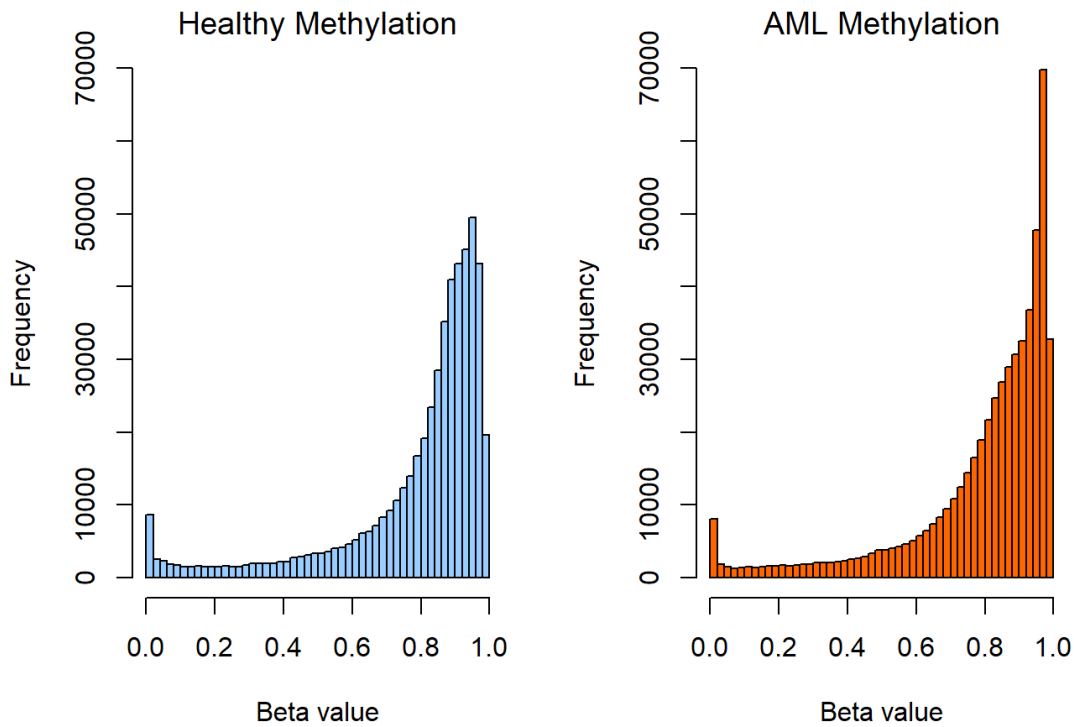 Healthy Methylation
Frequency
70000
50000
30000
10000
0
0.0 0.2 0.4 0.6 0.8 1.0
Beta value
AML Methylation
Frequency
70000
50000
30000
10000
0
0.0 0.2 0.4 0.6 0.8 1.0
Beta value